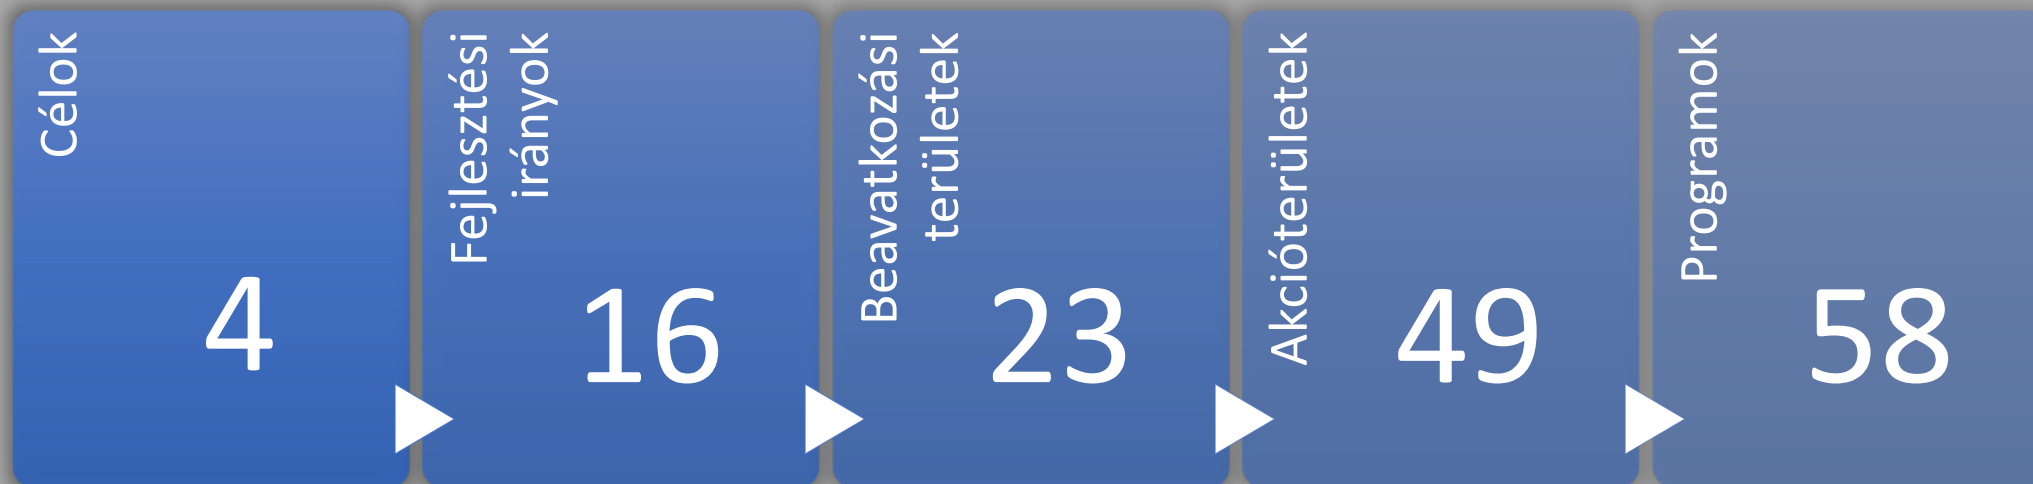 Célok
4
Fejlesztési
irányok
16
Beavatkozási
területek
23
Akcióterületek
49
Programok
58